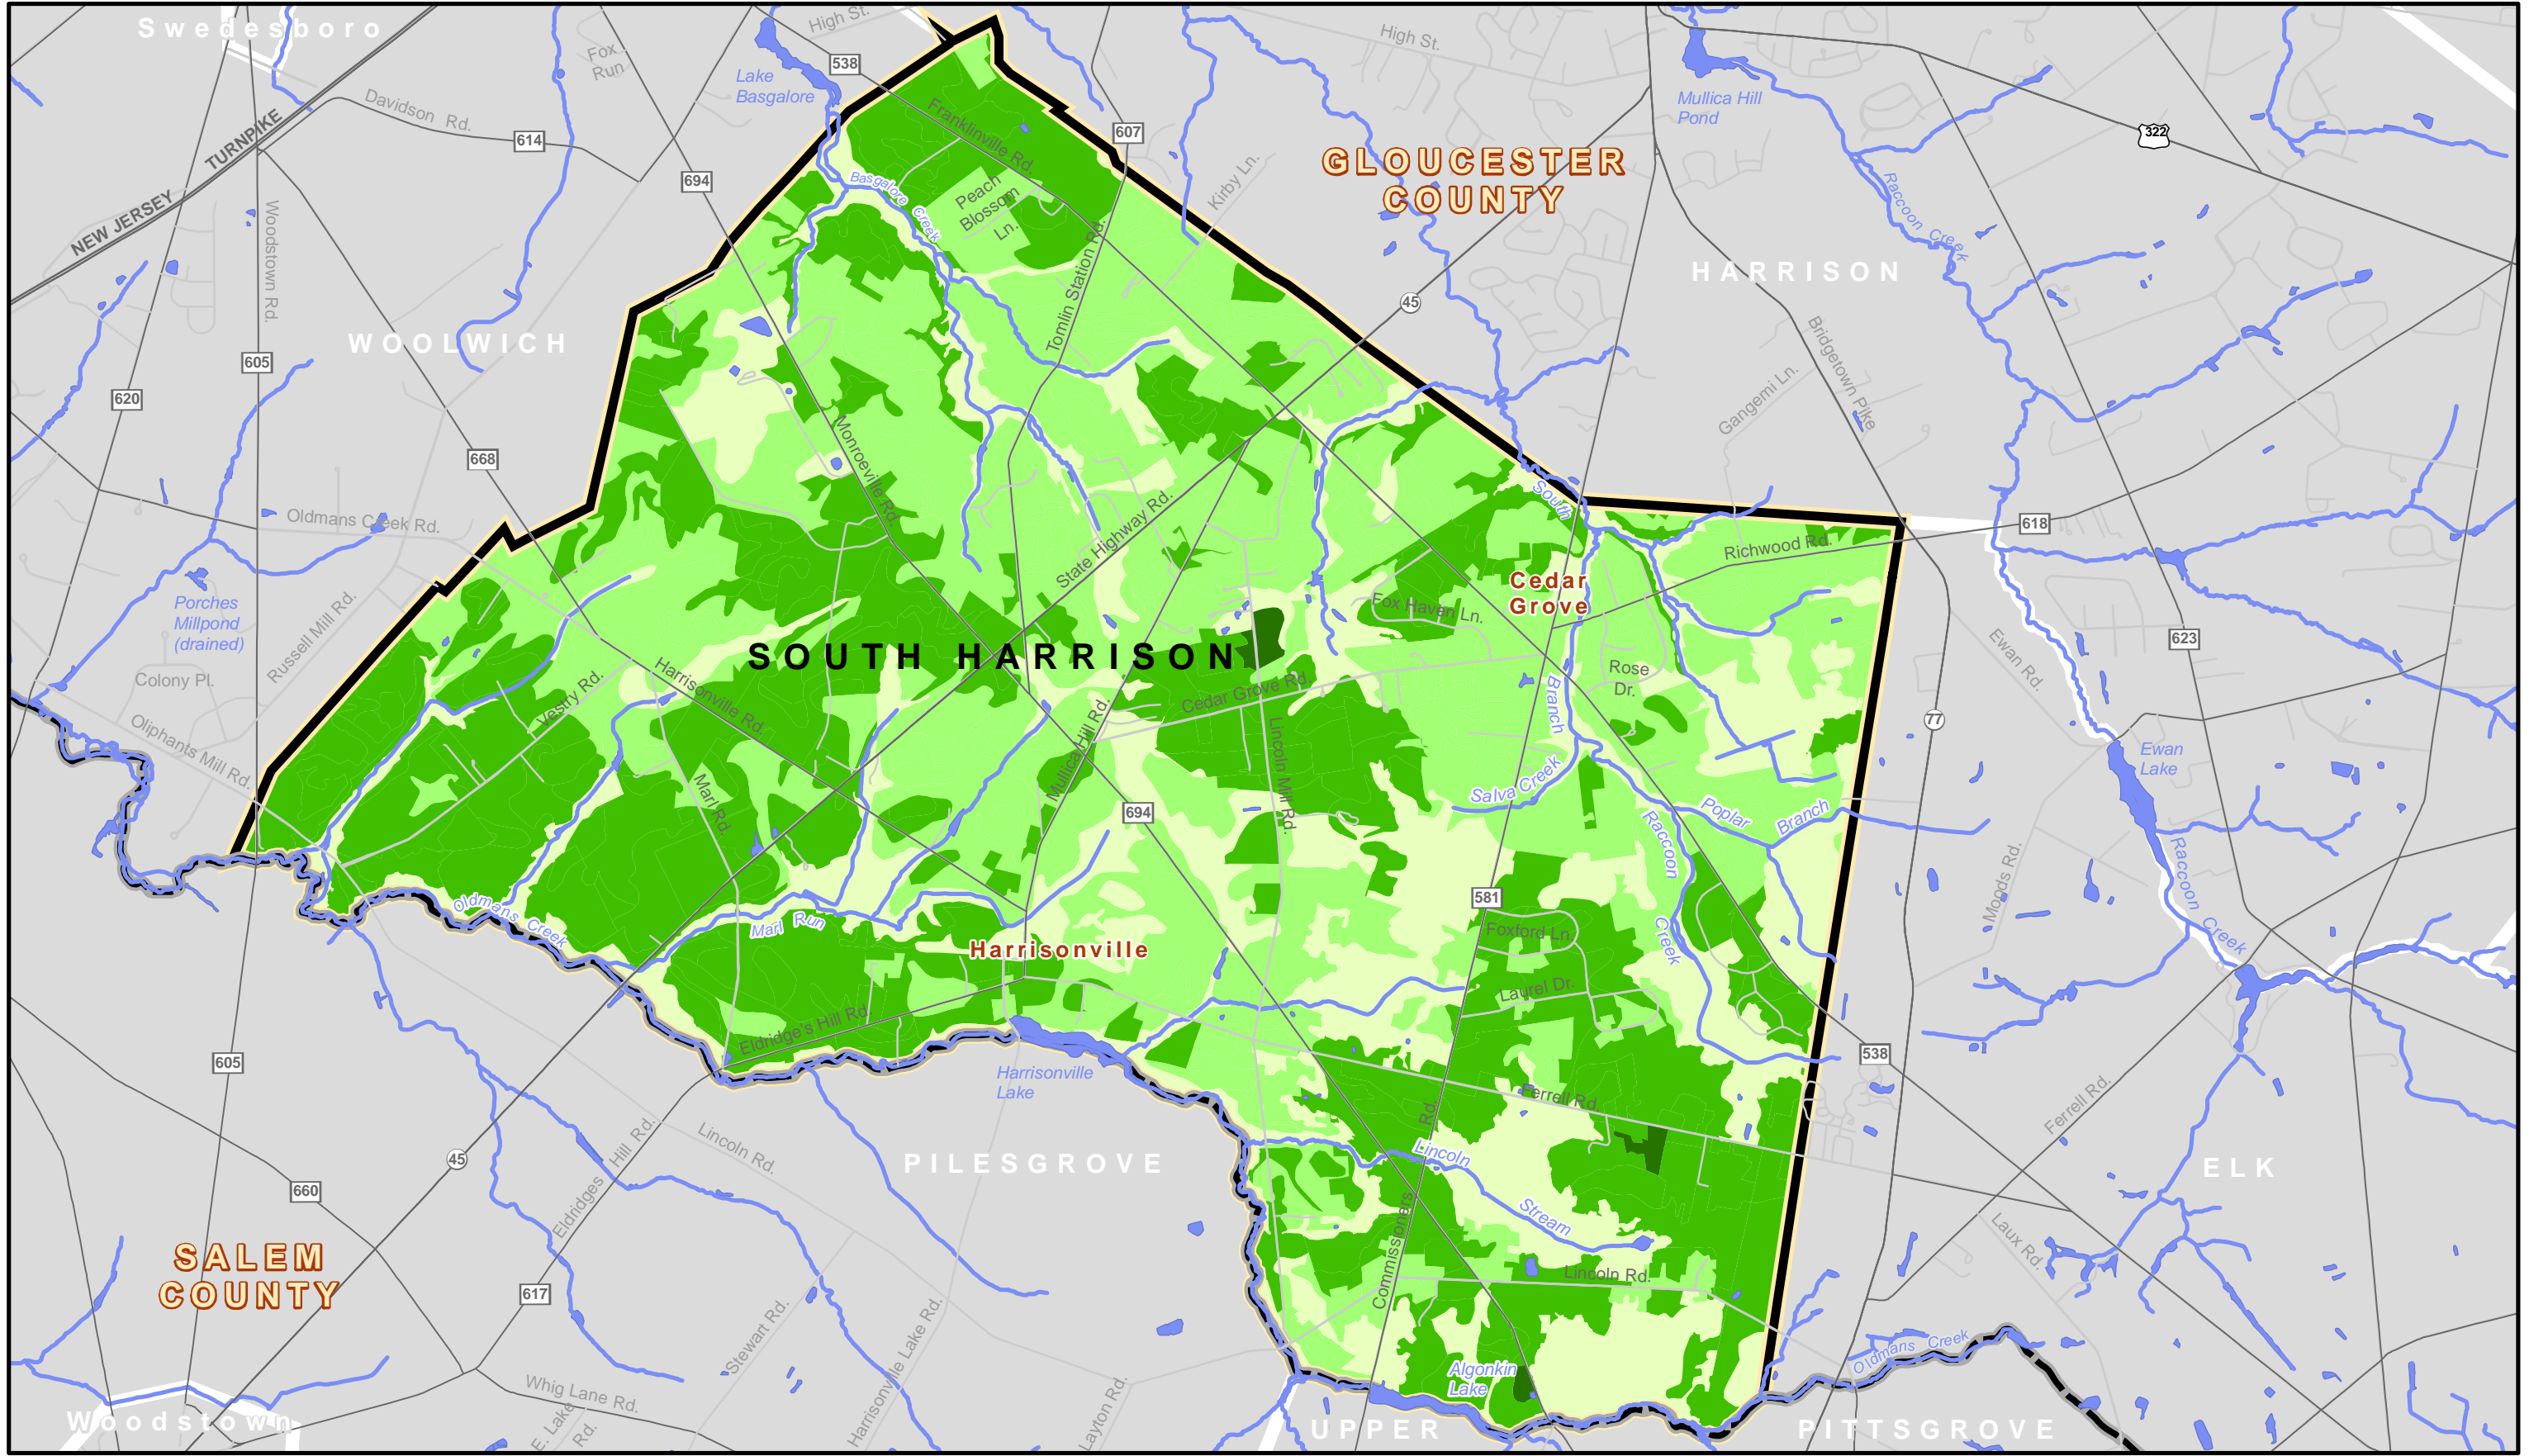 Swedesboro
High St.
High St.
Fox
Run
538
Lake
Basgalore
Davidson Rd.
614
NEW JERSEY TURNPIKE
694
607
Franklinville Rd.
Mullica Hill
Pond
322
GLOUCESTER
COUNTY
Kirby Ln.
Basgalore Creek
Peach
Blossom
Ln.
Raccoon Creek
Woodstown Rd.
Tomlin Station Rd.
HARRISON
45
WOOLWICH
605
620
Bridgetown Pike
Gangemi Ln.
668
Monroeville Rd.
Oldmans Creek Rd.
State Highway Rd.
South
618
Richwood Rd.
Porches
Millpond
(drained)
Russell Mill Rd.
Cedar
Grove
Fox Haven Ln.
623
Ewan Rd.
SOUTH HARRISON
Colony Pl.
Vestry Rd.
Harrisonville Rd.
Cedar Grove Rd.
Rose
Dr.
Branch
77
Oliphants Mill Rd.
Marl Rd.
Mullica Hill Rd.
Lincoln Mill Rd.
Ewan
Lake
Salva Creek
694
Poplar Branch
Raccoon
Creek
Raccoon Creek
Moods Rd.
581
Oldmans Creek
Marl Run
Foxford Ln.
Harrisonville
Laurel Dr.
Eldridge's Hill Rd.
605
538
Harrisonville
Lake
Ferrell Rd.
Ferrell Rd.
Lincoln Rd.
45
PILESGROVE
Lincoln
Stream
ELK
660
Eldridges Hill Rd.
Commissioners Rd.
Laux Rd.
SALEM
COUNTY
617
Lincoln Rd.
Stewart Rd.
Harrisonville Lake Rd.
Oldmans Creek
Algonkin
Lake
Whig Lane Rd.
E. Lake
Rd.
Layton Rd.
Woodstown
UPPER
PITTSGROVE